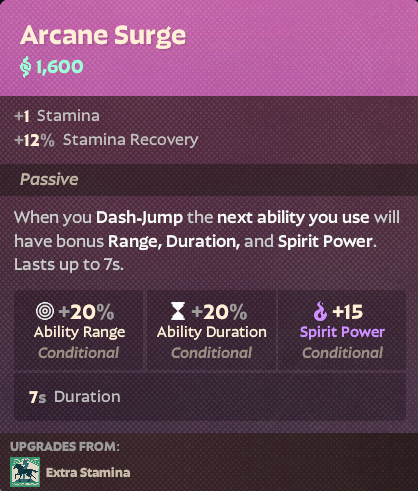 Arcane Surge
1,600
+1 Stamina
+12% Stamina Recovery
Passive
When you Dash-Jump the next ability you use will
have bonus Range, Duration, and Spirit Power.
Lasts up to 7s.
+20%
Ability Range
Conditional
+20%
Ability Duration
Conditional
+15
Spirit Power
Conditional
7s Duration
UPGRADES FROM:
Extra Stamina